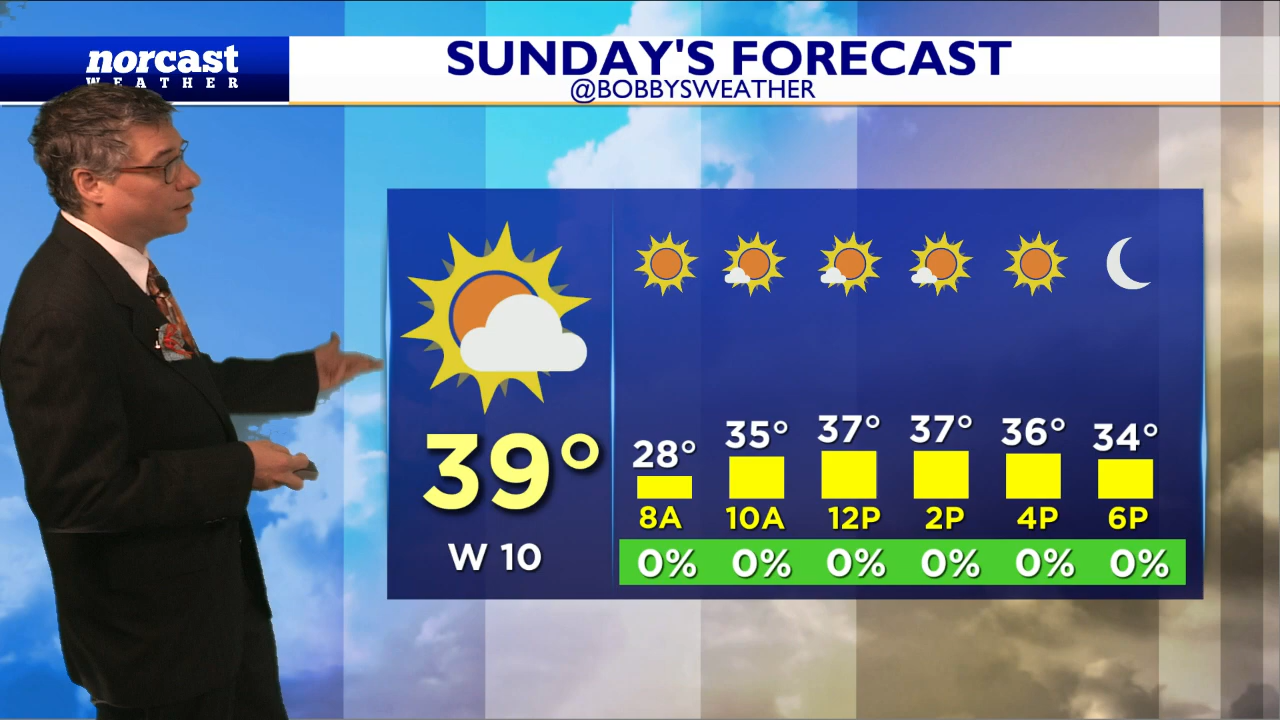 norcast
WEATHER
SUNDAY'S FORECAST
@BOBBYSWEATHER
39°
W 10
28° 35° 37° 37° 36° 34°
8A 10A 12P 2P 4P 6P
0% 0% 0% 0% 0% 0%